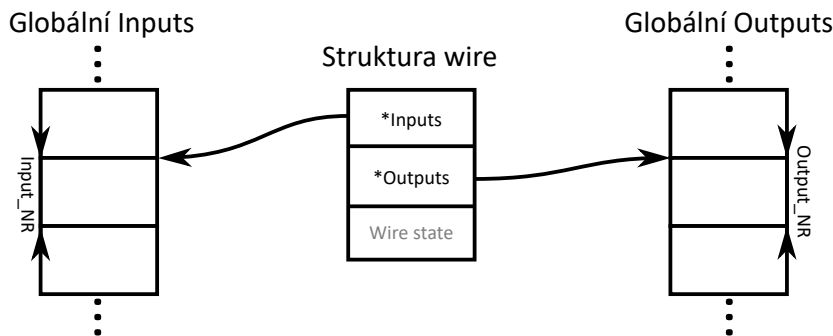 Globální Inputs
Globální Outputs
Struktura wire
*Inputs
*Outputs
Wire state
Input_NR
Output_NR